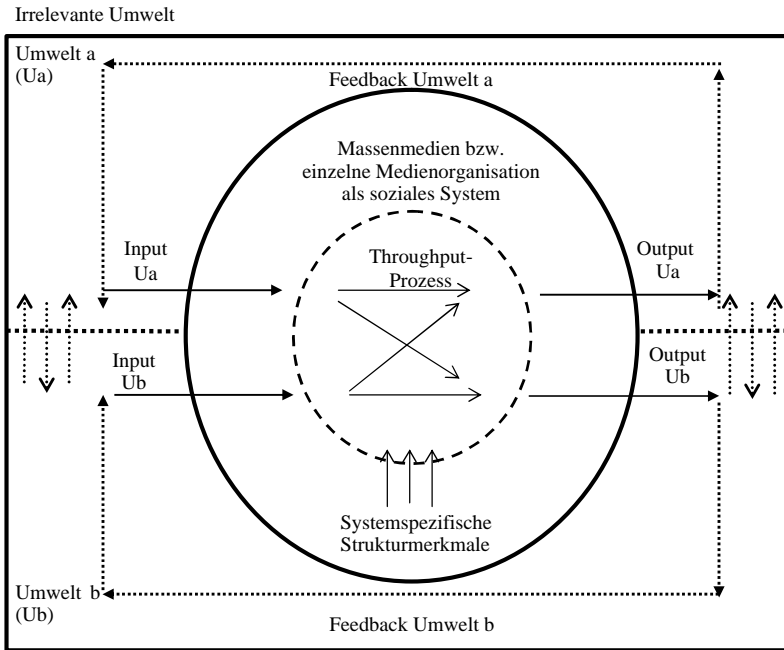 Irrelevante Umwelt
Umwelt a
(Ua)
Feedback Umwelt a
Massenmedien bzw.
einzelne Medienorganisation
als soziales System
Input
Ua
Throughput-
Prozess
Output
Ua
Input
Ub
Output
Ub
Systemspezifische
Strukturmerkmale
Umwelt b
(Ub)
Feedback Umwelt b